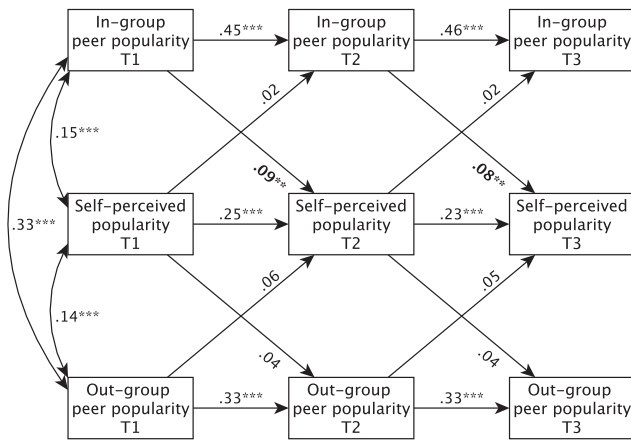 In-group
peer popularity
T1
.45***
In-group
peer popularity
T2
.46***
In-group
peer popularity
T3
.02
.02
.15***
.09**
.08**
.33***
Self-perceived
popularity
T1
.25***
Self-perceived
popularity
T2
.23***
Self-perceived
popularity
T3
.06
.05
.14***
.04
.04
Out-group
peer popularity
T1
.33***
Out-group
peer popularity
T2
.33***
Out-group
peer popularity
T3